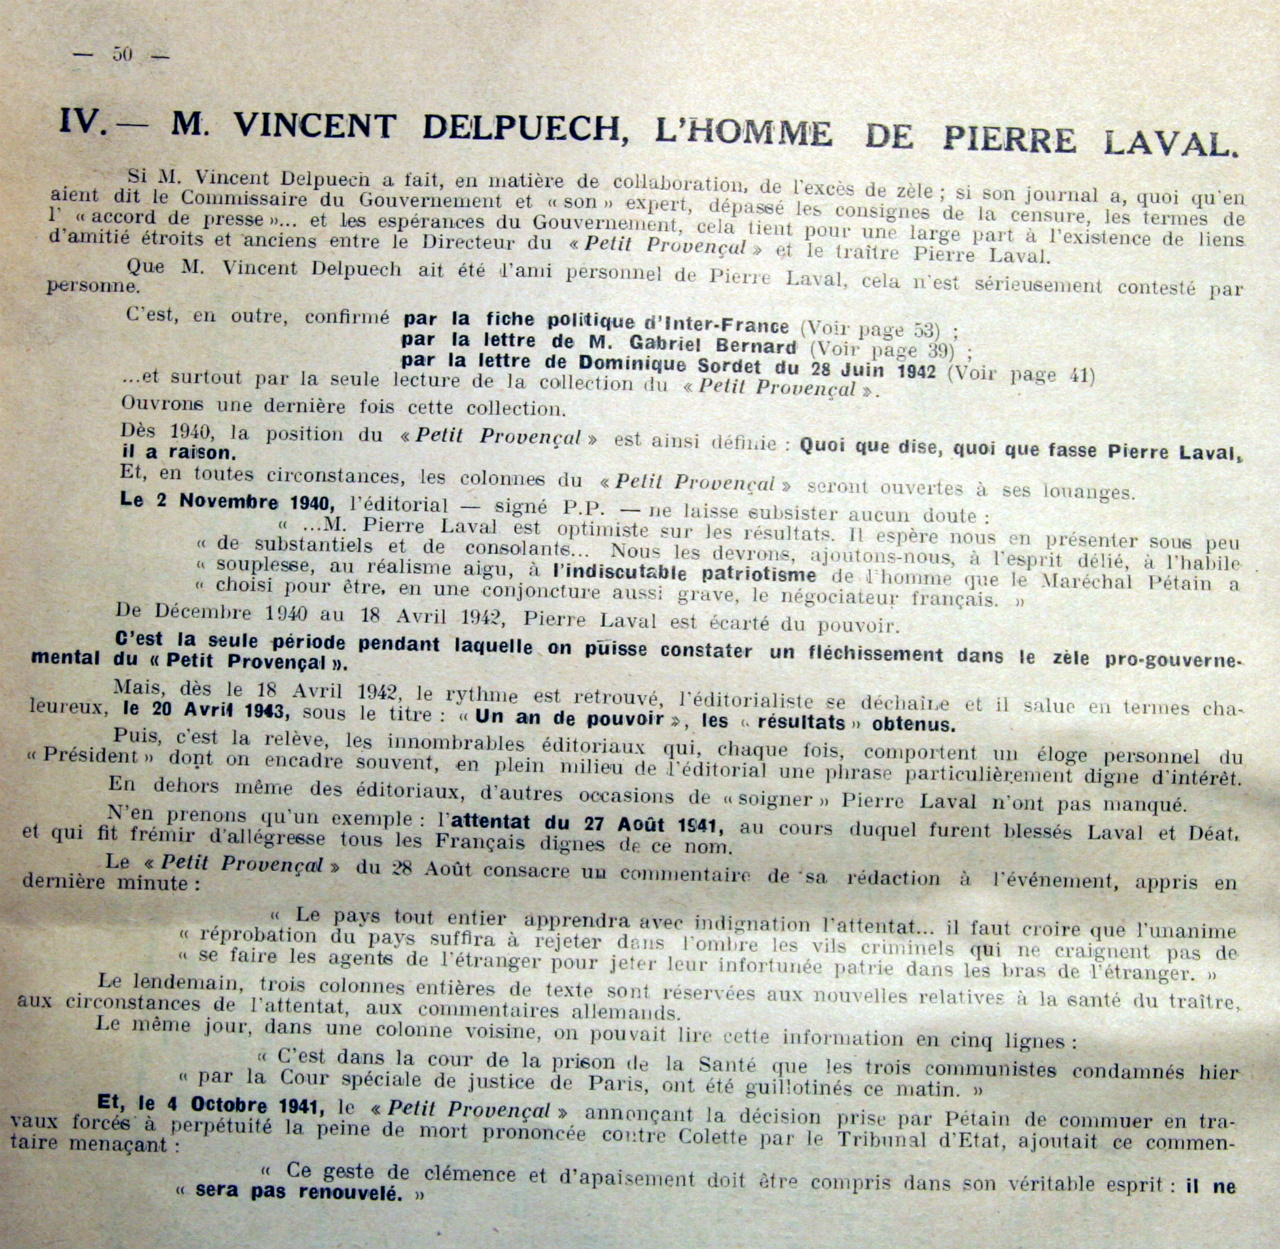 — 50 —
IV.— M. VINCENT DELPUECH, L'HOMME DE PIERRE LAVAL.
Si M. Vincent Delpuech a fait, en matière de collaboration, de l'excès de zèle ; si son journal a, quoi qu'en
aient dit le Commissaire du Gouvernement et « son » expert, dépassé les consignes de la censure, les termes de
l' « accord de presse »... et les espérances du Gouvernement, cela tient pour une large part à l'existence de liens
d'amitié étroits et anciens entre le Directeur du « Petit Provençal » et le traître Pierre Laval.
Que M. Vincent Delpuech ait été l'ami personnel de Pierre Laval, cela n'est sérieusement contesté par
personne.
C'est, en outre, confirmé par la fiche politique d'Inter-France (Voir page 53) ;
par la lettre de M. Gabriel Bernard (Voir page 39) ;
par la lettre de Dominique Sordet du 28 Juin 1942 (Voir page 41)
...et surtout par la seule lecture de la collection du « Petit Provençal ».
Ouvrons une dernière fois cette collection.
Dès 1940, la position du « Petit Provençal » est ainsi définie : Quoi que dise, quoi que fasse Pierre Laval,
il a raison.
Et, en toutes circonstances, les colonnes du « Petit Provençal » seront ouvertes à ses louanges.
Le 2 Novembre 1940, l'éditorial — signé P.P. — ne laisse subsister aucun doute :
« ...M. Pierre Laval est optimiste sur les résultats. Il espère nous en présenter sous peu
« de substantiels et de consolants... Nous les devrons, ajoutons-nous, à l'esprit délié, à l'habile
« souplesse, au réalisme aigu, à l'indiscutable patriotisme de l'homme que le Maréchal Pétain a
« choisi pour être, en une conjoncture aussi grave, le négociateur français. »
De Décembre 1940 au 18 Avril 1942, Pierre Laval est écarté du pouvoir.
C'est la seule période pendant laquelle on puisse constater un fléchissement dans le zèle pro-gouverne-
mental du « Petit Provençal ».
Mais, dès le 18 Avril 1942, le rythme est retrouvé, l'éditorialiste se déchaîne et il salue en termes cha-
leureux, le 20 Avril 1943, sous le titre : « Un an de pouvoir », les « résultats » obtenus.
Puis, c'est la relève, les innombrables éditoriaux qui, chaque fois, comportent un éloge personnel du
« Président » dont on encadre souvent, en plein milieu de l'éditorial une phrase particulièrement digne d'intérêt.
En dehors même des éditoriaux, d'autres occasions de « soigner » Pierre Laval n'ont pas manqué.
N'en prenons qu'un exemple : l'attentat du 27 Août 1941, au cours duquel furent blessés Laval et Déat,
et qui fit frémir d'allégresse tous les Français dignes de ce nom.
Le « Petit Provençal » du 28 Août consacre un commentaire de sa rédaction à l'événement, appris en
dernière minute :
« Le pays tout entier apprendra avec indignation l'attentat... il faut croire que l'unanime
« réprobation du pays suffira à rejeter dans l'ombre les vils criminels qui ne craignent pas de
« se faire les agents de l'étranger pour jeter leur infortunée patrie dans les bras de l'étranger. »
Le lendemain, trois colonnes entières de texte sont réservées aux nouvelles relatives à la santé du traître,
aux circonstances de l'attentat, aux commentaires allemands.
Le même jour, dans une colonne voisine, on pouvait lire cette information en cinq lignes :
« C'est dans la cour de la prison de la Santé que les trois communistes condamnés hier
« par la Cour spéciale de justice de Paris, ont été guillotinés ce matin. »
Et, le 4 Octobre 1941, le « Petit Provençal » annonçant la décision prise par Pétain de commuer en tra-
vaux forcés à perpétuité la peine de mort prononcée contre Colette par le Tribunal d'Etat, ajoutait ce commen-
taire menaçant :
« Ce geste de clémence et d'apaisement doit être compris dans son véritable esprit : il ne
« sera pas renouvelé. »